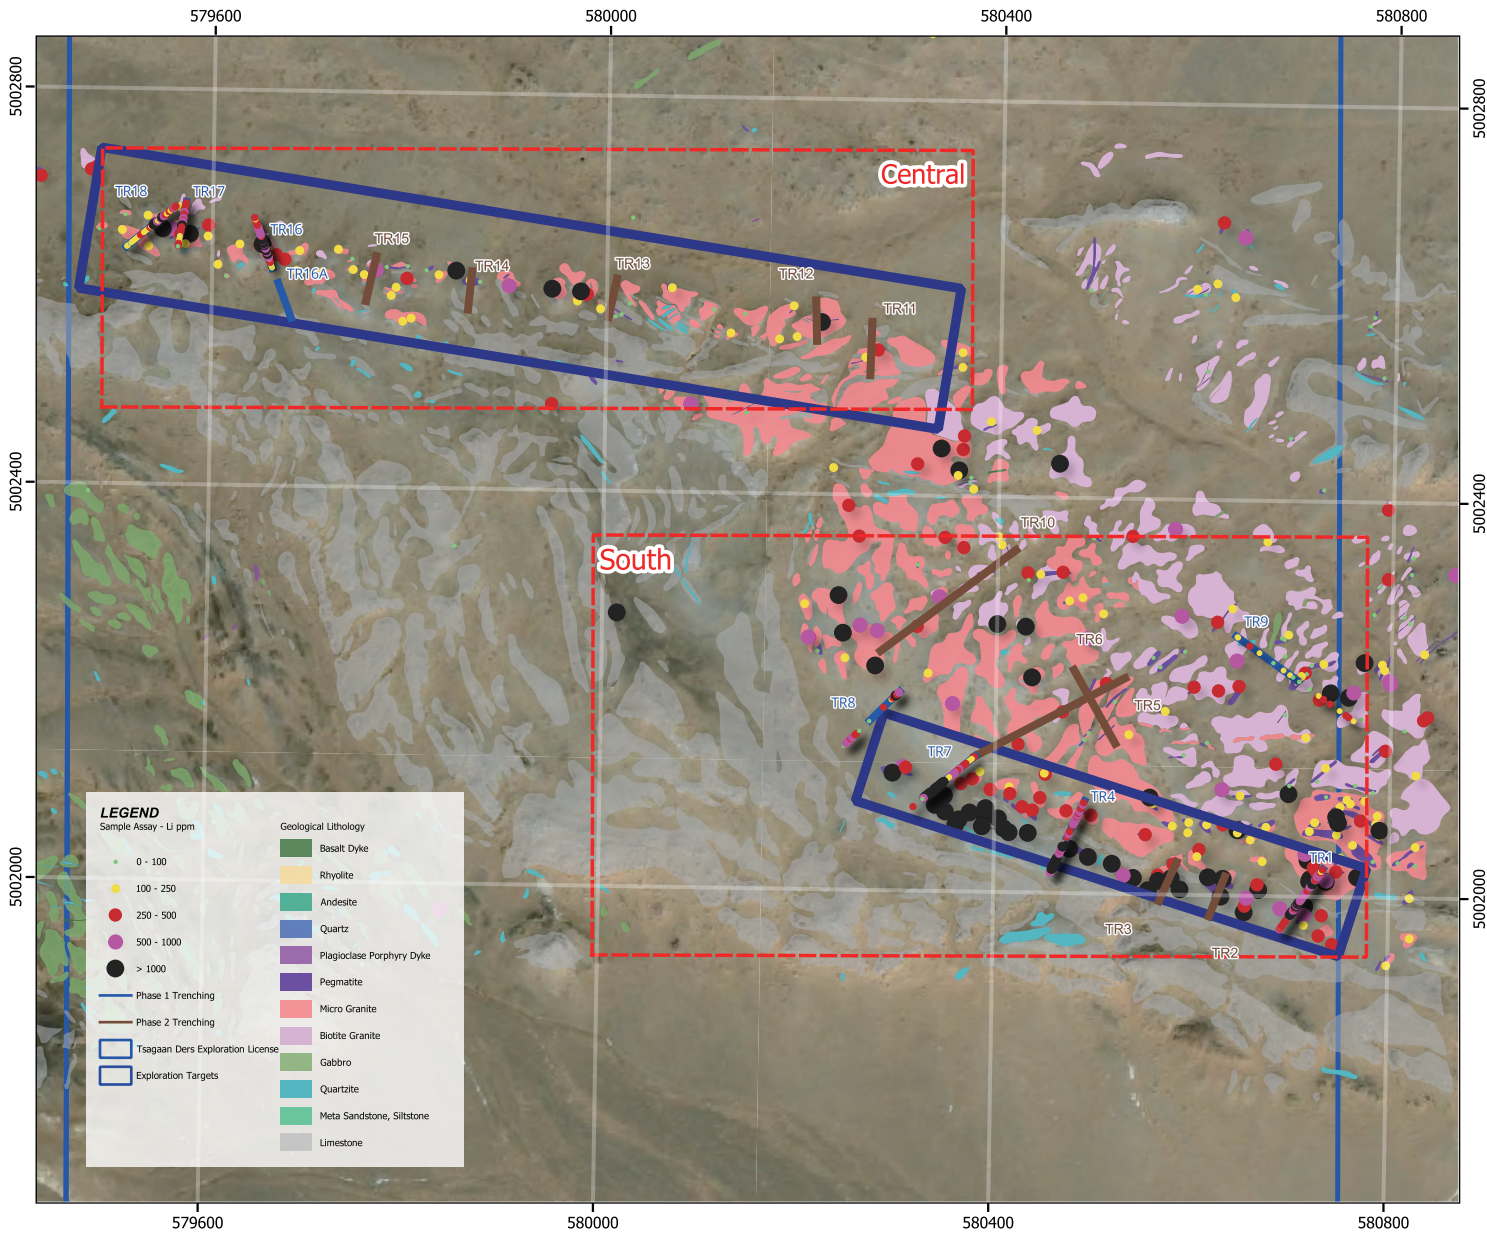 579600
580000
580400
580800
5002800
5002800
Central
TR18
TR17
TR16
TR15
TR16A
TR14
TR13
TR12
TR11
5002400
5002400
TR10
South
TR9
TR6
TR8
TR5
TR7
TR4
TR1
5002000
5002000
TR3
TR2
LEGEND
Sample Assay - Li ppm
0 - 100
100 - 250
250 - 500
500 - 1000
> 1000
Phase 1 Trenching
Phase 2 Trenching
Tsagaan Ders Exploration License
Exploration Targets
Geological Lithology
Basalt Dyke
Rhyolite
Andesite
Quartz
Plagioclase Porphyry Dyke
Pegmatite
Micro Granite
Biotite Granite
Gabbro
Quartzite
Meta Sandstone, Siltstone
Limestone
579600
580000
580400
580800